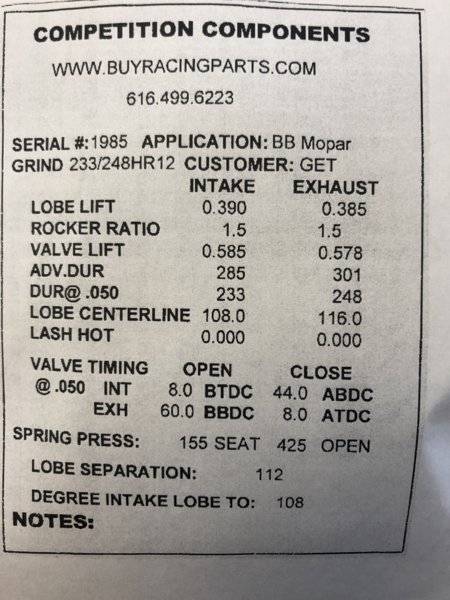 COMPETITION COMPONENTS
WWW.BUYRACINGPARTS.COM
616.499.6223
SERIAL #: 1985 APPLICATION: BB Mopar
GRIND 233/248HR12 CUSTOMER: GET
INTAKE EXHAUST
LOBE LIFT 0.390 0.385
ROCKER RATIO 1.5 1.5
VALVE LIFT 0.585 0.578
ADV.DUR 285 301
DUR@ .050 233 248
LOBE CENTERLINE 108.0 116.0
LASH HOT 0.000 0.000
VALVE TIMING OPEN CLOSE
@ .050 INT 8.0 BTDC 44.0 ABDC
EXH 60.0 BBDC 8.0 ATDC
SPRING PRESS: 155 SEAT 425 OPEN
LOBE SEPARATION: 112
DEGREE INTAKE LOBE TO: 108
NOTES: